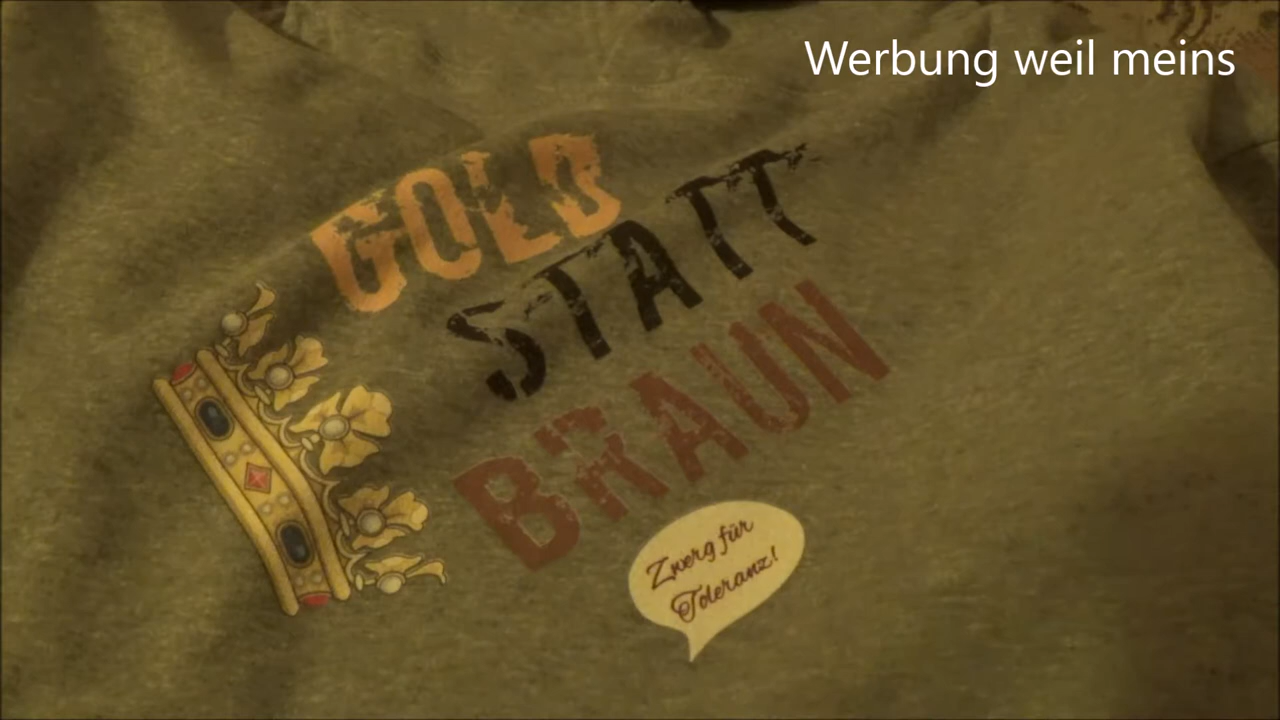 Werbung weil meins
GOLD
STATT
BRAUN
Zwerg für
Toleranz!